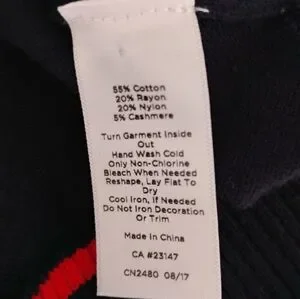 55% Cotton
20% Rayon
20% Nylon
5% Cashmere
Turn Garment Inside
Out
Hand Wash Cold
Only Non-Chlorine
Bleach When Needed
Reshape, Lay Flat To
Dry
Cool Iron, If Needed
Do Not Iron Decoration
Or Trim
Made In China
CA #23147
CN2480 08/17